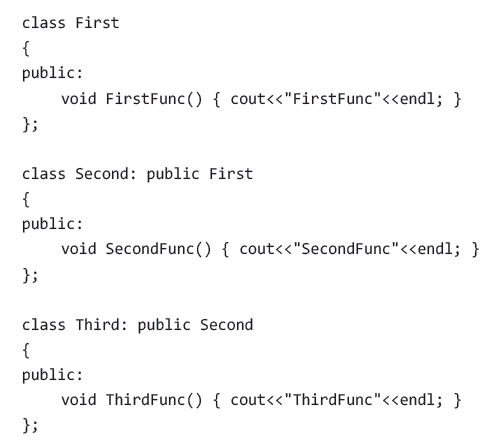 class First
{
public:
    void FirstFunc() { cout<<"FirstFunc"<<endl; }
};

class Second: public First
{
public:
    void SecondFunc() { cout<<"SecondFunc"<<endl; }
};

class Third: public Second
{
public:
    void ThirdFunc() { cout<<"ThirdFunc"<<endl; }
};